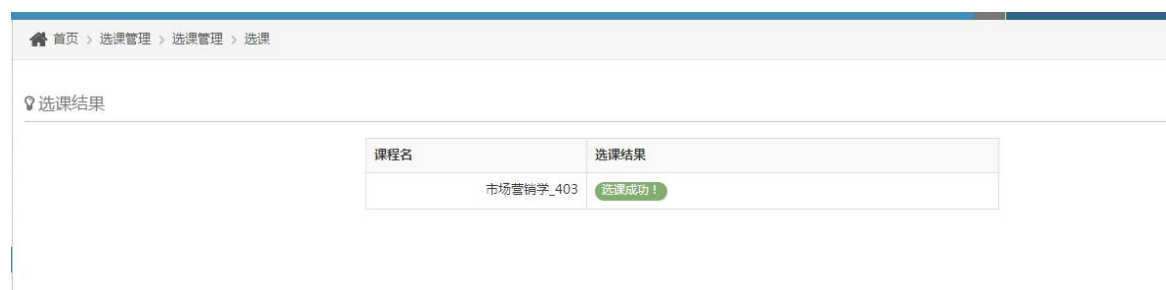 首页 > 选课管理 > 选课管理 > 选课
选课结果
课程名 选课结果
市场营销学_403 选课成功！